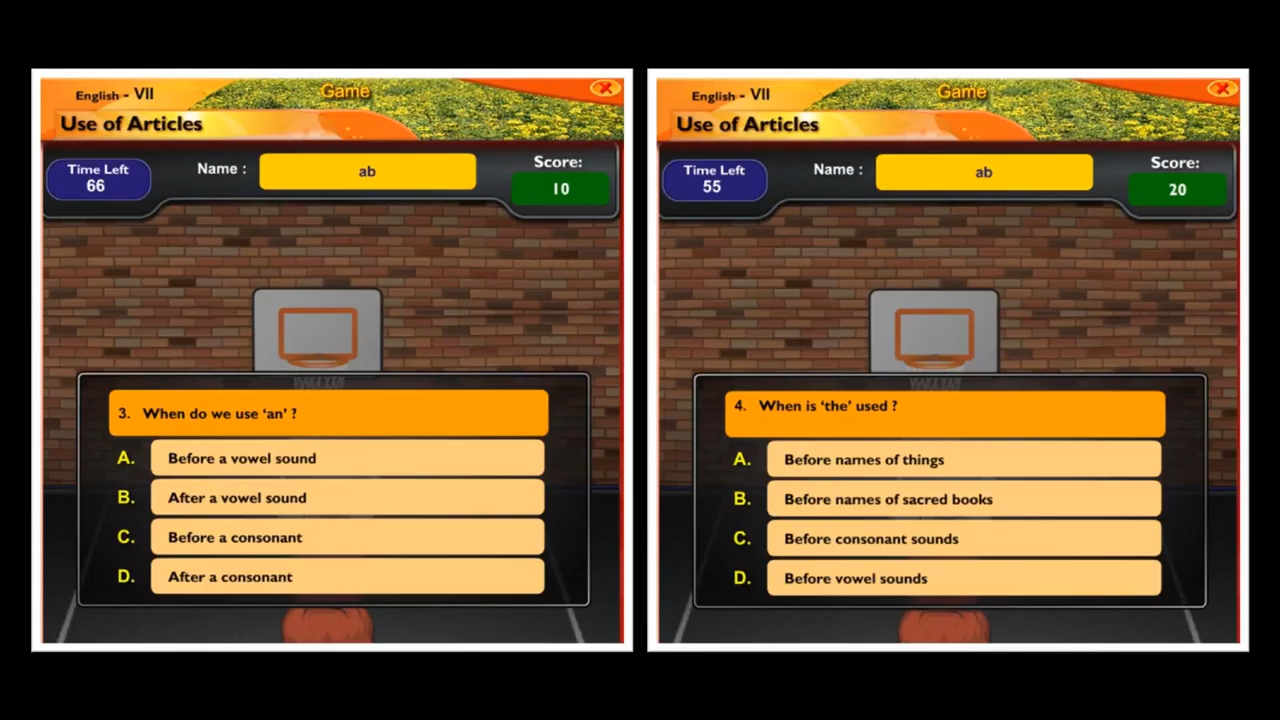 English - VII
Game
Use of Articles
Time Left
66
Name :
ab
Score:
10
3. When do we use ‘an’ ?
A. Before a vowel sound
B. After a vowel sound
C. Before a consonant
D. After a consonant
English - VII
Game
Use of Articles
Time Left
55
Name :
ab
Score:
20
4. When is ‘the’ used ?
A. Before names of things
B. Before names of sacred books
C. Before consonant sounds
D. Before vowel sounds